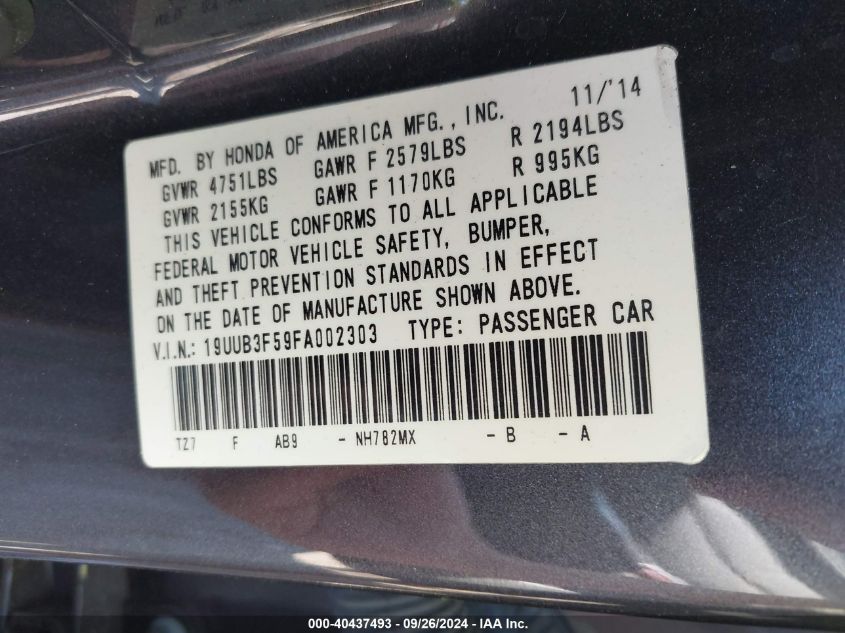 MFD. BY HONDA OF AMERICA MFG., INC. 11/'14
GVWR 4751LBS GAWR F 2579LBS R 2194LBS
GVWR 2155KG GAWR F 1170KG R 995KG
THIS VEHICLE CONFORMS TO ALL APPLICABLE
FEDERAL MOTOR VEHICLE SAFETY, BUMPER,
AND THEFT PREVENTION STANDARDS IN EFFECT
ON THE DATE OF MANUFACTURE SHOWN ABOVE.
V.I.N.: 19UUB3F59FA002303 TYPE: PASSENGER CAR
TZ7 F AB9 - NH782MX - B - A
000-40437493 - 09/26/2024 - IAA, Inc.